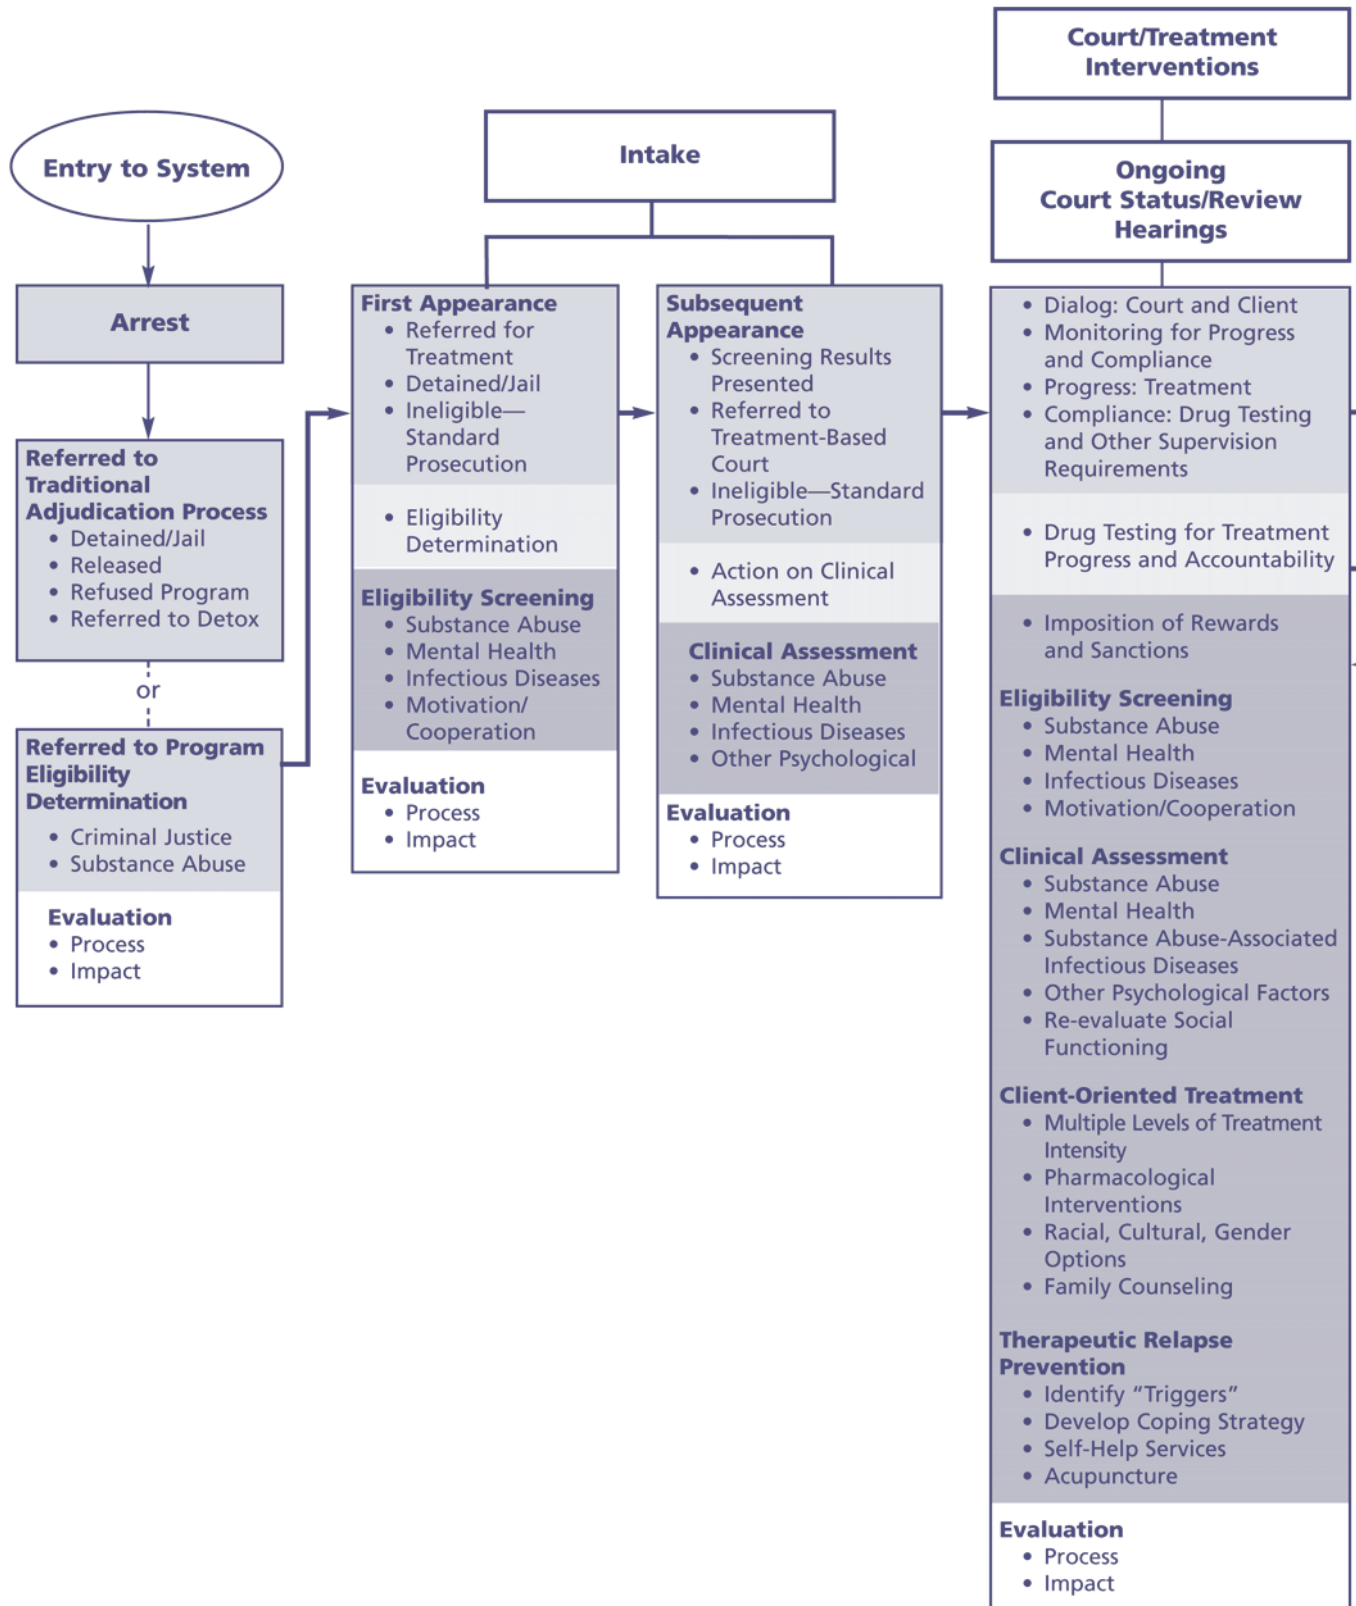 Entry to System
Arrest
Referred to
Traditional
Adjudication Process
• Detained/Jail
• Released
• Refused Program
• Referred to Detox
or
Referred to Program
Eligibility
Determination
• Criminal Justice
• Substance Abuse
Evaluation
• Process
• Impact
Intake
First Appearance
• Referred for
Treatment
• Detained/Jail
• Ineligible—
Standard
Prosecution
• Eligibility
Determination
Eligibility Screening
• Substance Abuse
• Mental Health
• Infectious Diseases
• Motivation/
Cooperation
Evaluation
• Process
• Impact
Subsequent
Appearance
• Screening Results
Presented
• Referred to
Treatment-Based
Court
• Ineligible—Standard
Prosecution
• Action on Clinical
Assessment
Clinical Assessment
• Substance Abuse
• Mental Health
• Infectious Diseases
• Other Psychological
Evaluation
• Process
• Impact
Court/Treatment
Interventions
Ongoing
Court Status/Review
Hearings
• Dialog: Court and Client
• Monitoring for Progress
and Compliance
• Progress: Treatment
• Compliance: Drug Testing
and Other Supervision
Requirements
• Drug Testing for Treatment
Progress and Accountability
• Imposition of Rewards
and Sanctions
Eligibility Screening
• Substance Abuse
• Mental Health
• Infectious Diseases
• Motivation/Cooperation
Clinical Assessment
• Substance Abuse
• Mental Health
• Substance Abuse-Associated
Infectious Diseases
• Other Psychological Factors
• Re-evaluate Social
Functioning
Client-Oriented Treatment
• Multiple Levels of Treatment
Intensity
• Pharmacological
Interventions
• Racial, Cultural, Gender
Options
• Family Counseling
Therapeutic Relapse
Prevention
• Identify “Triggers”
• Develop Coping Strategy
• Self-Help Services
• Acupuncture
Evaluation
• Process
• Impact